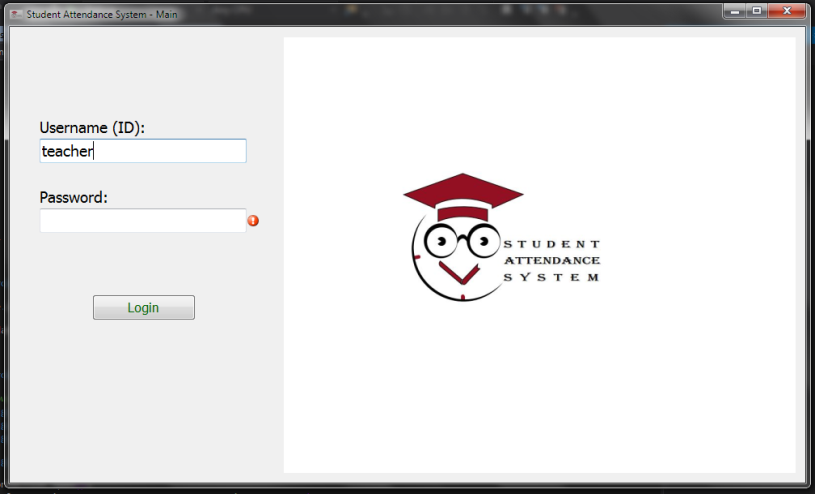 Student Attendance System - Main
Username (ID):
teacher
Password:
Login
STUDENT
ATTENDANCE
SYSTEM